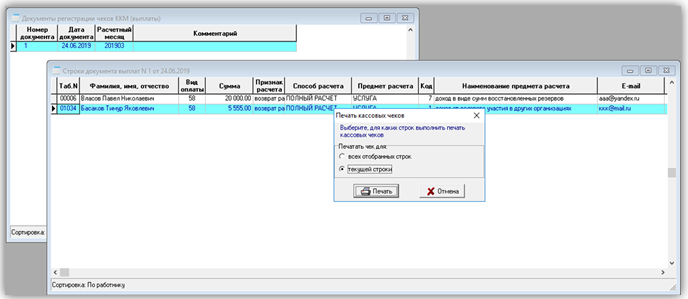 Документы регистрация чеков ККМ (выплаты)
Номер документа Дата документа Расчетный месяц Комментарий
1 24.06.2019 201903
Строки документа выплат N 1 от 24.06.2019
Таб.N Фамилия, имя, отчество Вид оплаты Сумма Признак расчета Способ расчета Предмет расчета Код Наименование предмета расчета E-mail
00006 Власов Павел Николаевич 58 20 000.00 возврат ра ПОЛНЫЙ РАСЧЕТ УСЛУГА 7 доход в виде сумм восстановленных резервов aaa@yandex.ru
01034 Басаков Тимур Яковлевич 58 5 555.00 возврат ра ПОЛНЫЙ РАСЧЕТ УСЛУГА 1 участия в других организациях xxx@mail.ru
Печать кассовых чеков
Выберите, для каких строк выполнить печать
кассовых чеков
Печатать чек для:
всех отобранных строк
текущей строки
Печать Отмена
Сортировка:
Сортировка: По работнику